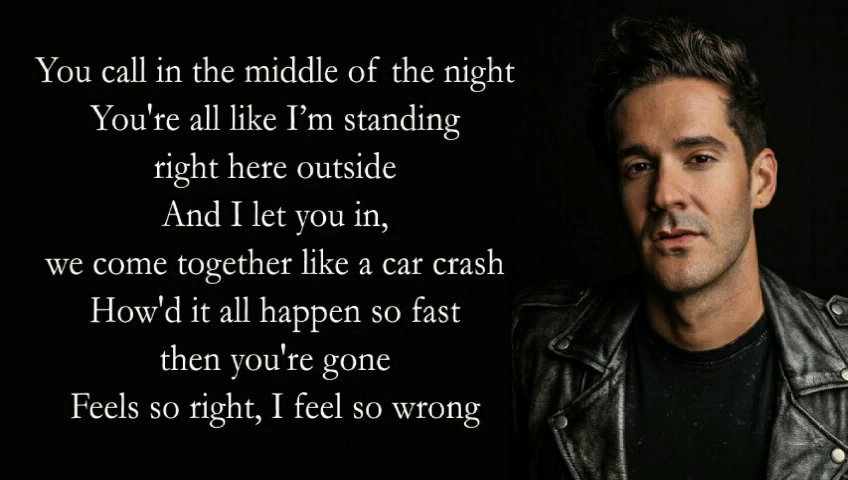 You call in the middle of the night
You're all like I’m standing
right here outside
And I let you in,
we come together like a car crash
How'd it all happen so fast
then you're gone
Feels so right, I feel so wrong